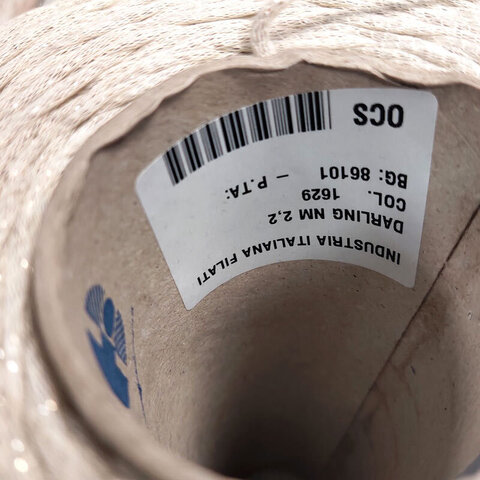 INDUSTRIA ITALIANA FILATI
DARLING NM 2,2
COL. 1629
BG: 86101 - P.TA:
OCS